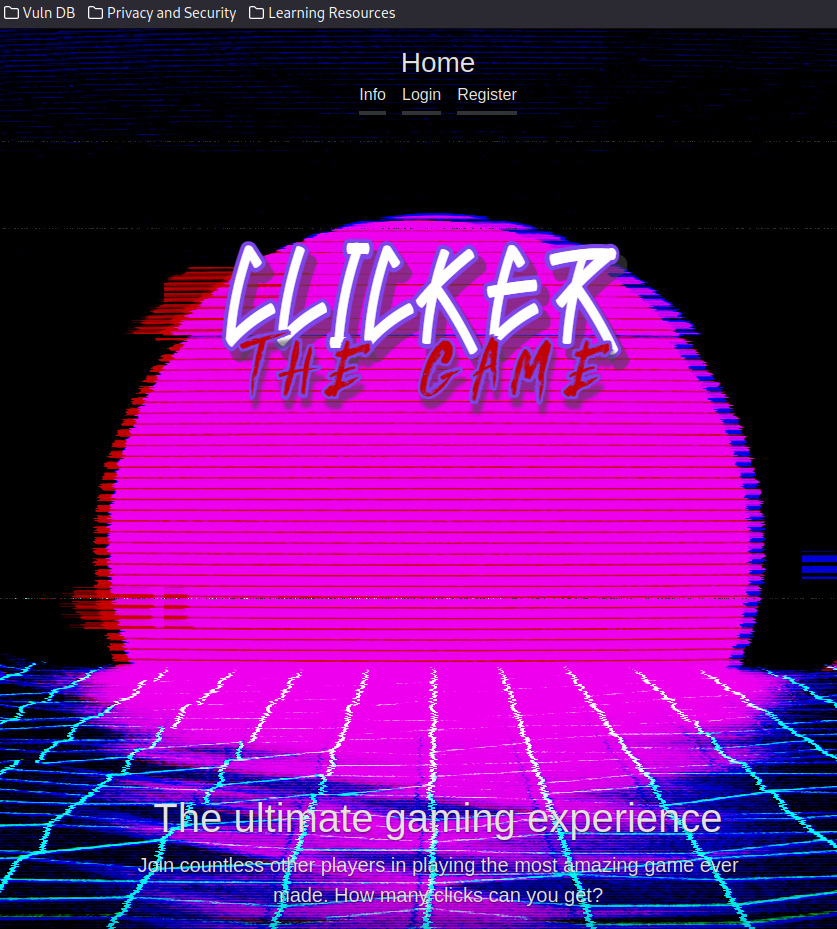 Vuln DB Privacy and Security Learning Resources
Home
Info Login Register
CLICKER
THE GAME
The ultimate gaming experience
Join countless other players in playing the most amazing game ever
made. How many clicks can you get?